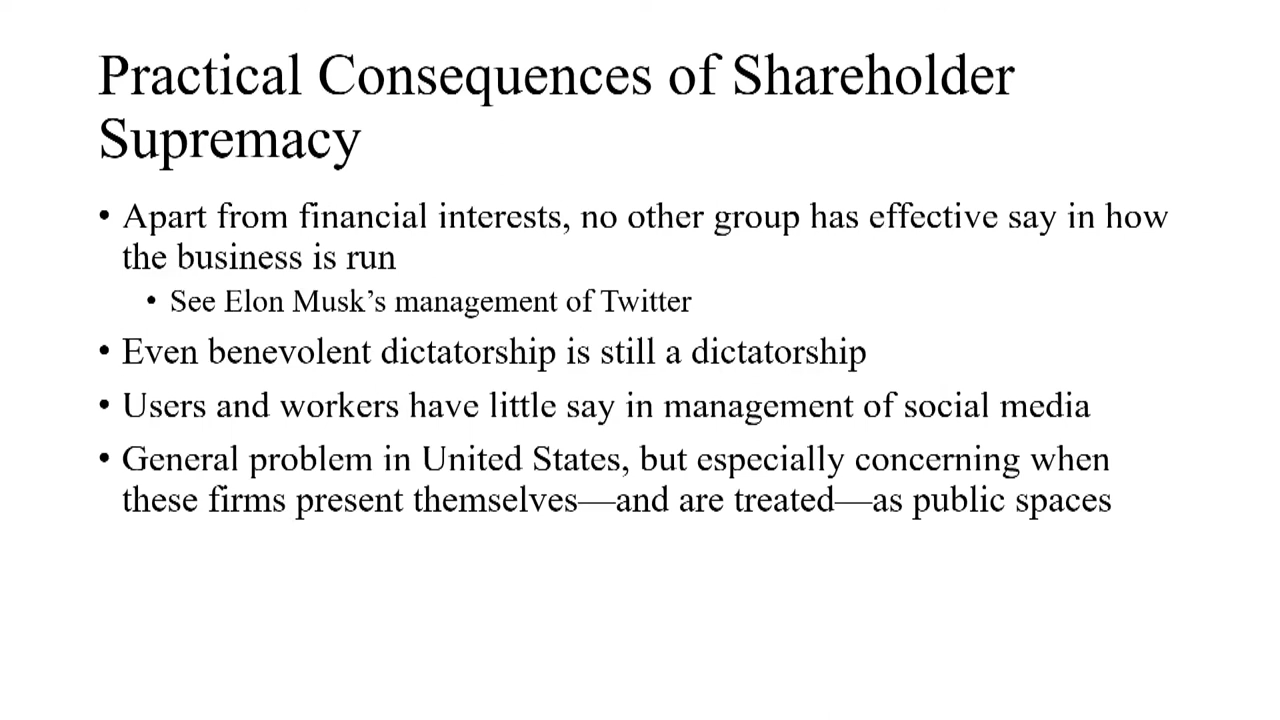 Practical Consequences of Shareholder
Supremacy
• Apart from financial interests, no other group has effective say in how
the business is run
• See Elon Musk’s management of Twitter
• Even benevolent dictatorship is still a dictatorship
• Users and workers have little say in management of social media
• General problem in United States, but especially concerning when
these firms present themselves—and are treated—as public spaces